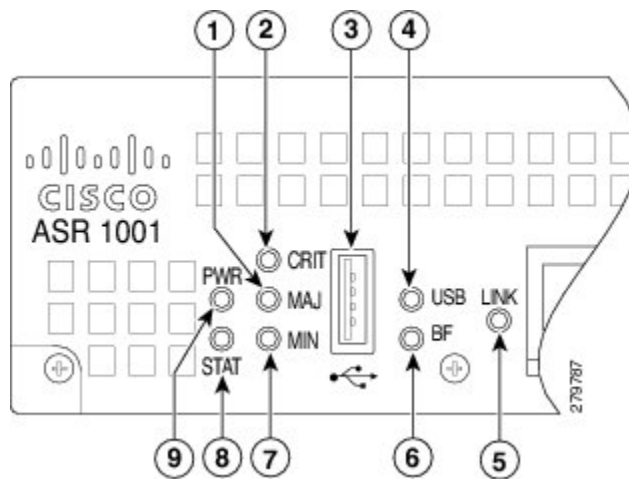 1 2 3 4
CISCO
ASR 1001
CRIT
PWR
MAJ
USB
LINK
MIN
BF
STAT
279787
9 8 7 6 5